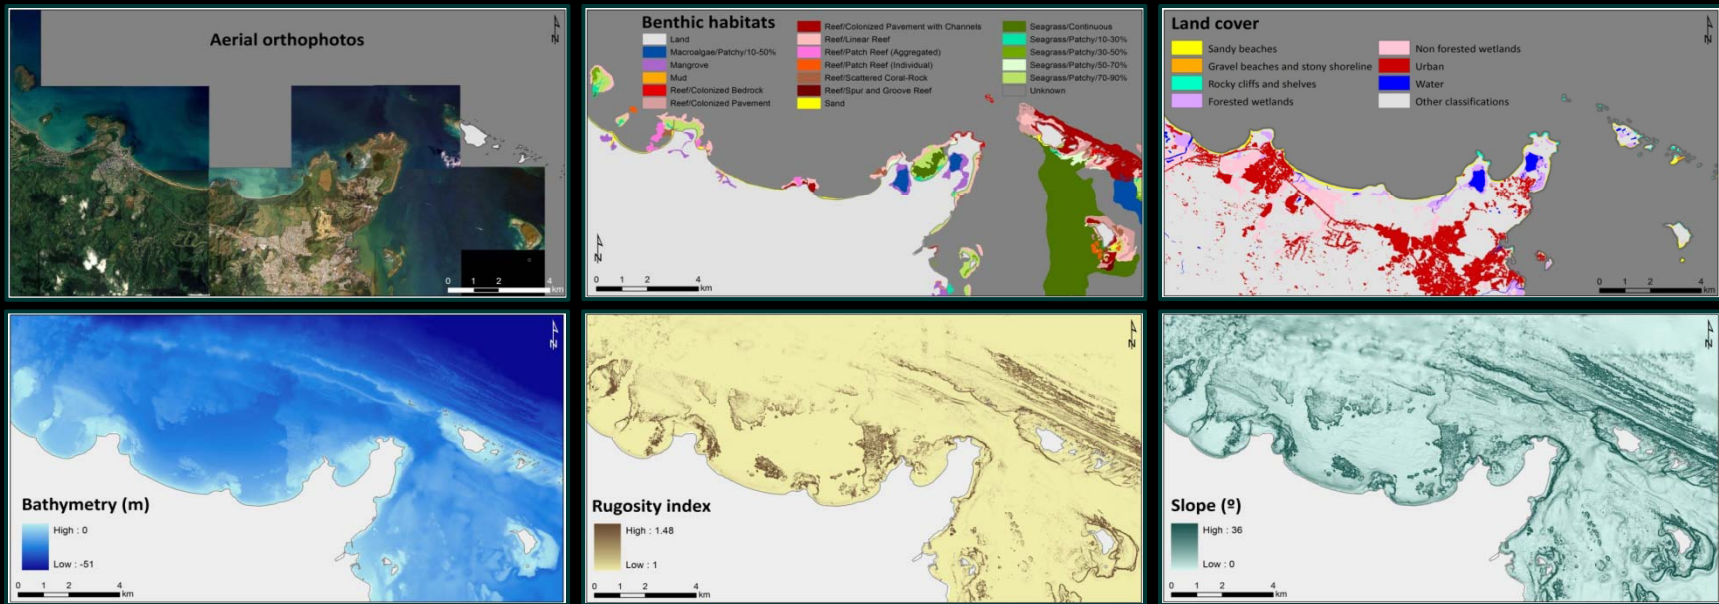 Aerial orthophotos
N
0 1 2 4
km
Benthic habitats
Land
Macroalgae/Patchy/10-50%
Mangrove
Mud
Reef/Colonized Bedrock
Reef/Colonized Pavement
Reef/Colonized Pavement with Channels
Reef/Linear Reef
Reef/Patch Reef (Aggregated)
Reef/Patch Reef (Individual)
Reef/Scattered Coral-Rock
Reef/Spur and Groove Reef
Sand
Seagrass/Continuous
Seagrass/Patchy/10-30%
Seagrass/Patchy/30-50%
Seagrass/Patchy/50-70%
Seagrass/Patchy/70-90%
Unknown
N
0 1 2 4
km
Land cover
Sandy beaches
Gravel beaches and stony shoreline
Rocky cliffs and shelves
Forested wetlands
Non forested wetlands
Urban
Water
Other classifications
N
0 1 2 4
km
N
Bathymetry (m)
High : 0
Low : -51
0 1 2 4
km
N
Rugosity index
High : 1.48
Low : 1
0 1 2 4
km
N
Slope (º)
High : 36
Low : 0
0 1 2 4
km